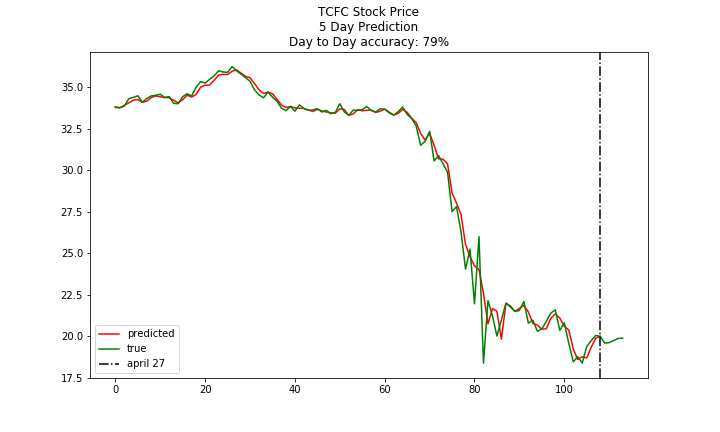 TCFC Stock Price
5 Day Prediction
Day to Day accuracy: 79%
35.0
32.5
30.0
27.5
25.0
22.5
20.0
17.5
predicted
true
april 27
0 20 40 60 80 100